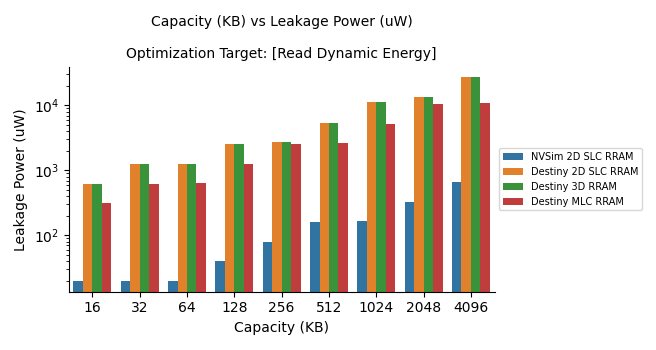 Capacity (KB) vs Leakage Power (uW)
Optimization Target: [Read Dynamic Energy]
Leakage Power (uW)
10^4
10^3
10^2
16 32 64 128 256 512 1024 2048 4096
Capacity (KB)
NVSim 2D SLC RRAM
Destiny 2D SLC RRAM
Destiny 3D RRAM
Destiny MLC RRAM